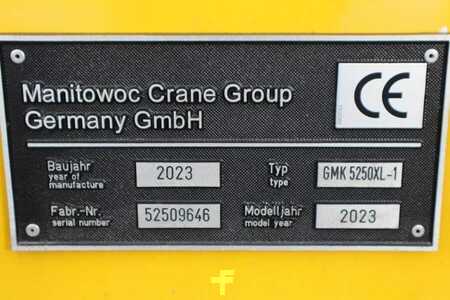 Manitowoc Crane Group
Germany GmbH
CE
Baujahr
year of
manufacture
2023
Typ
type
GMK 5250XL-1
Fabr.-Nr.
serial number
52509646
Modelljahr
model year
2023